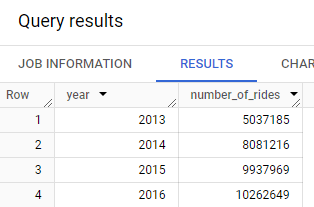 Query results
JOB INFORMATION RESULTS CHAR
Row year number_of_rides
1 2013 5037185
2 2014 8081216
3 2015 9937969
4 2016 10262649